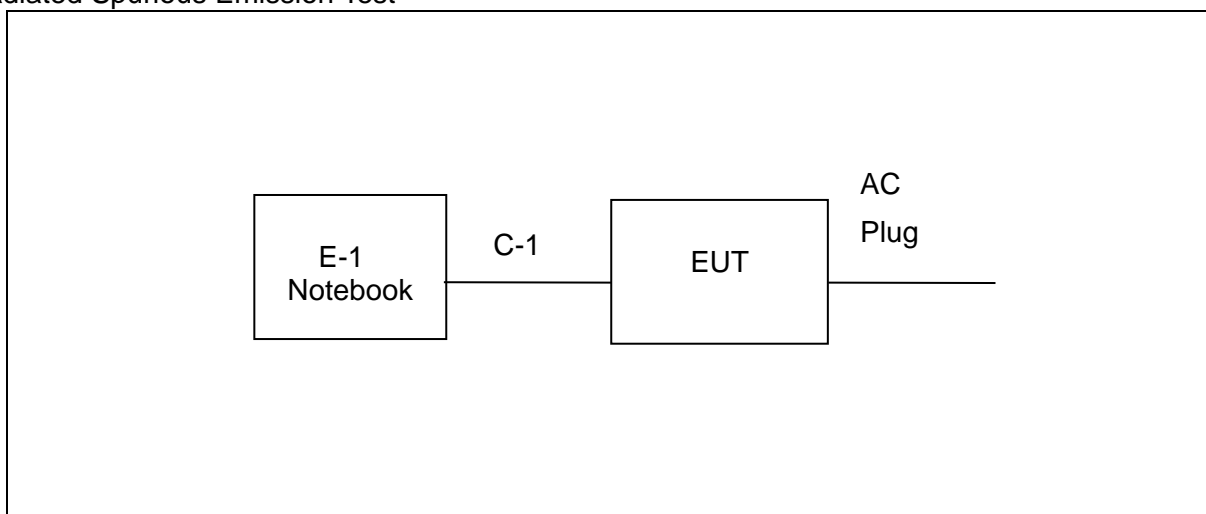 adiated Spurious Emission Test
AC
Plug
E-1
Notebook
C-1
EUT